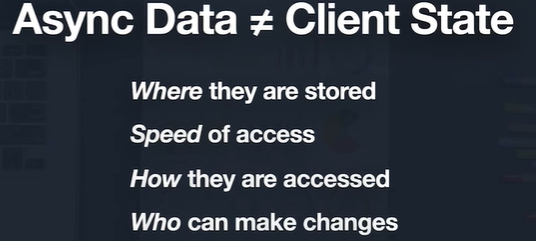 Async Data ≠ Client State
Where they are stored
Speed of access
How they are accessed
Who can make changes